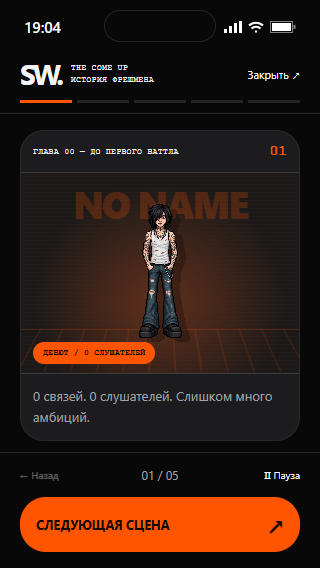 19:04
SW.
THE COME UP
ИСТОРИЯ ФРЕШМЕНА
Закрыть ↗
ГЛАВА 00 — ДО ПЕРВОГО БАТТЛА
01
NO NAME
ДЕБЮТ / 0 СЛУШАТЕЛЕЙ
0 связей. 0 слушателей. Слишком много
амбиций.
← Назад
01 / 05
II Пауза
СЛЕДУЮЩАЯ СЦЕНА ↗